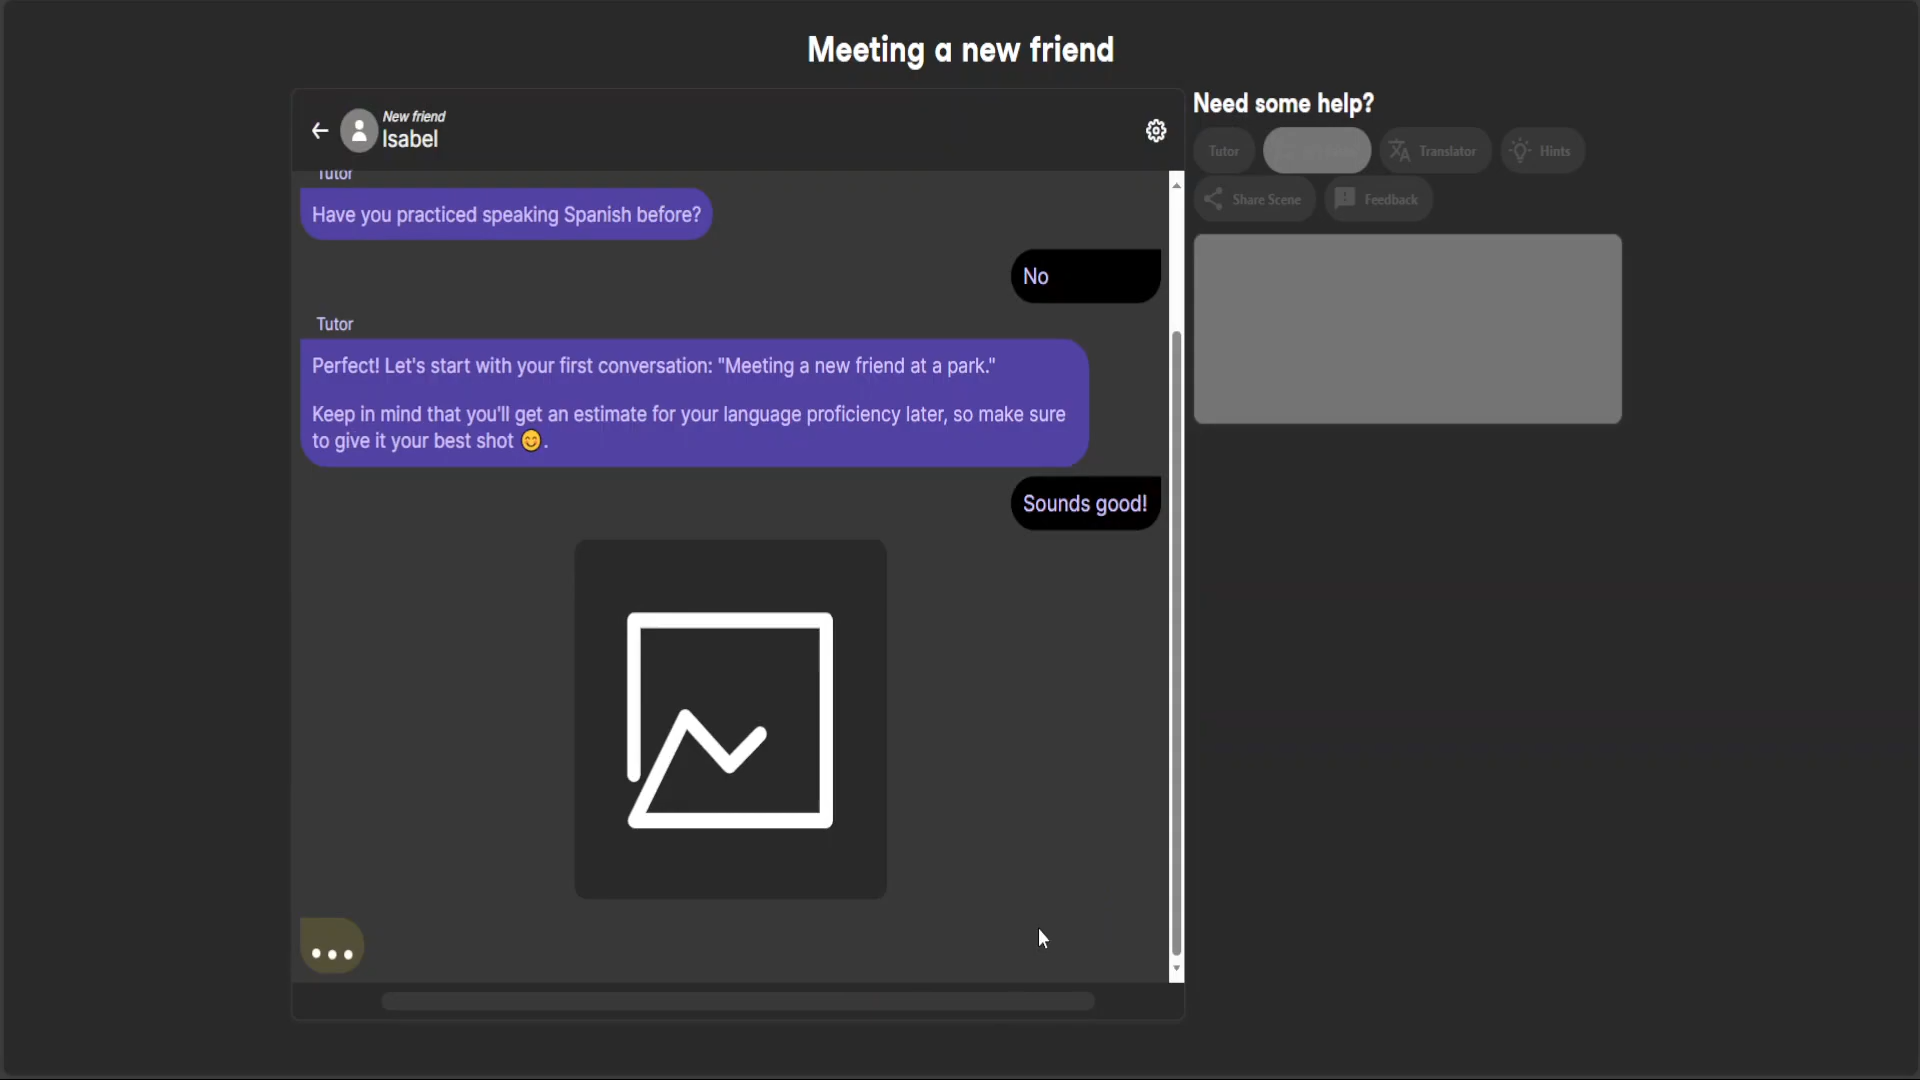 Meeting a new friend
New friend
Isabel
Tutor
Have you practiced speaking Spanish before?
No
Tutor
Perfect! Let's start with your first conversation: "Meeting a new friend at a park."
Keep in mind that you'll get an estimate for your language proficiency later, so make sure
to give it your best shot 😊.
Sounds good!
Need some help?
Tutor
Translator
Hints
Share Scene
Feedback